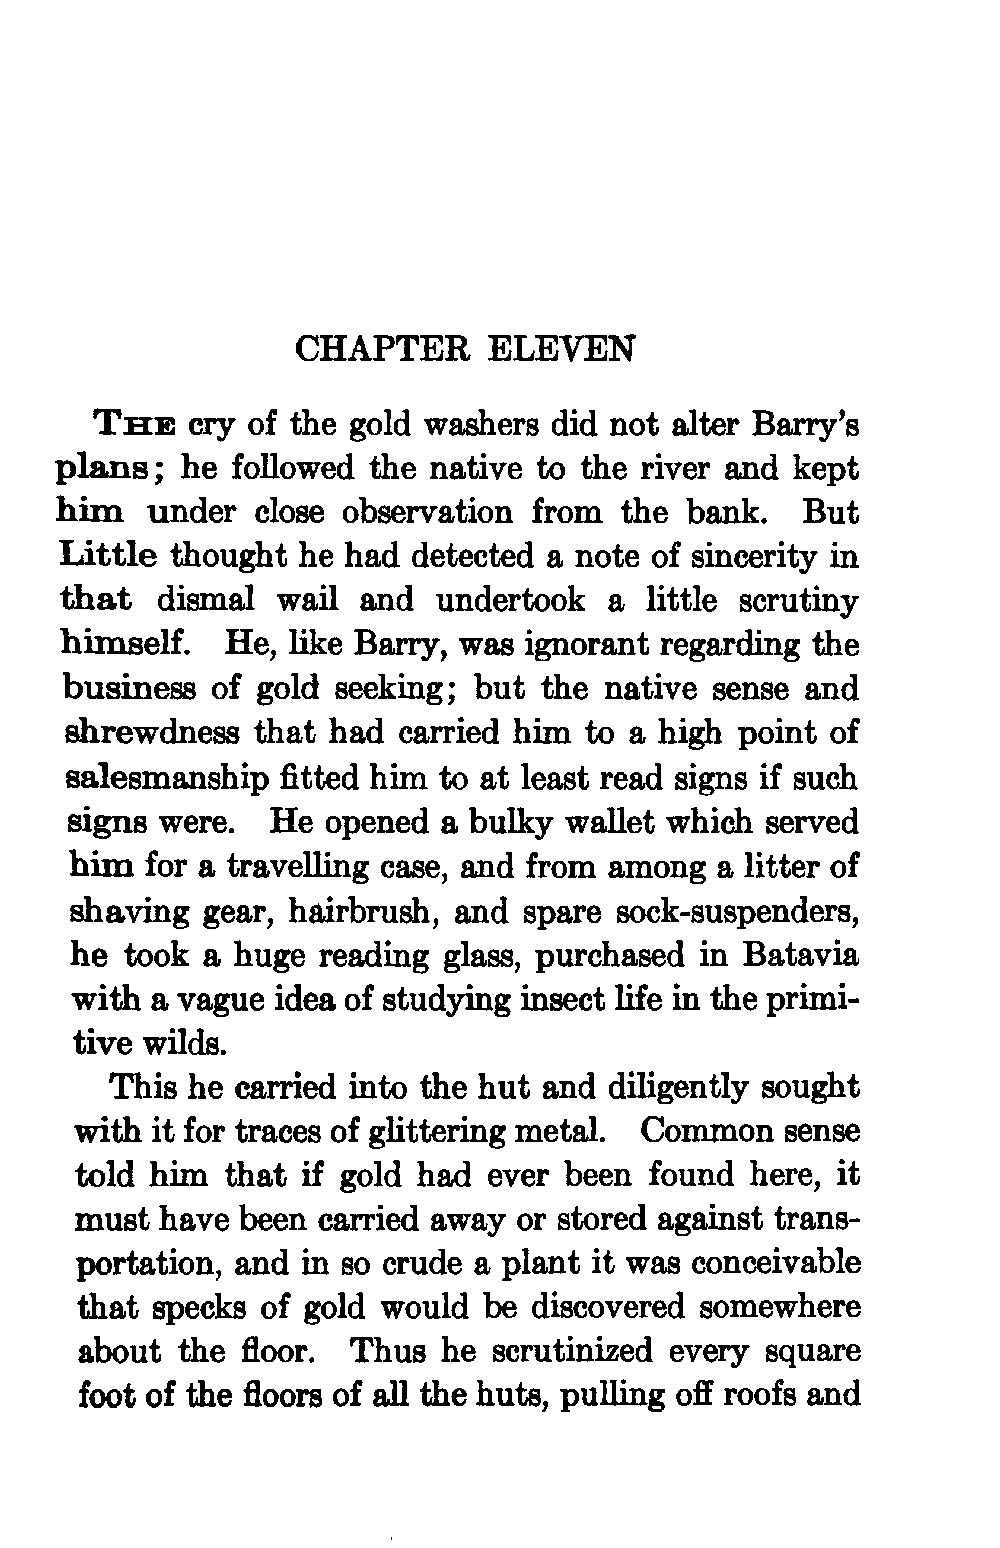 CHAPTER ELEVEN
THE cry of the gold washers did not alter Barry's
plans; he followed the native to the river and kept
him under close observation from the bank. But
Little thought he had detected a note of sincerity in
that dismal wail and undertook a little scrutiny
himself. He, like Barry, was ignorant regarding the
business of gold seeking; but the native sense and
shrewdness that had carried him to a high point of
salesmanship fitted him to at least read signs if such
signs were. He opened a bulky wallet which served
him for a travelling case, and from among a litter of
shaving gear, hairbrush, and spare sock-suspenders,
he took a huge reading glass, purchased in Batavia
with a vague idea of studying insect life in the primi-
tive wilds.
This he carried into the hut and diligently sought
with it for traces of glittering metal. Common sense
told him that if gold had ever been found here, it
must have been carried away or stored against trans-
portation, and in so crude a plant it was conceivable
that specks of gold would be discovered somewhere
about the floor. Thus he scrutinized every square
foot of the floors of all the huts, pulling off roofs and